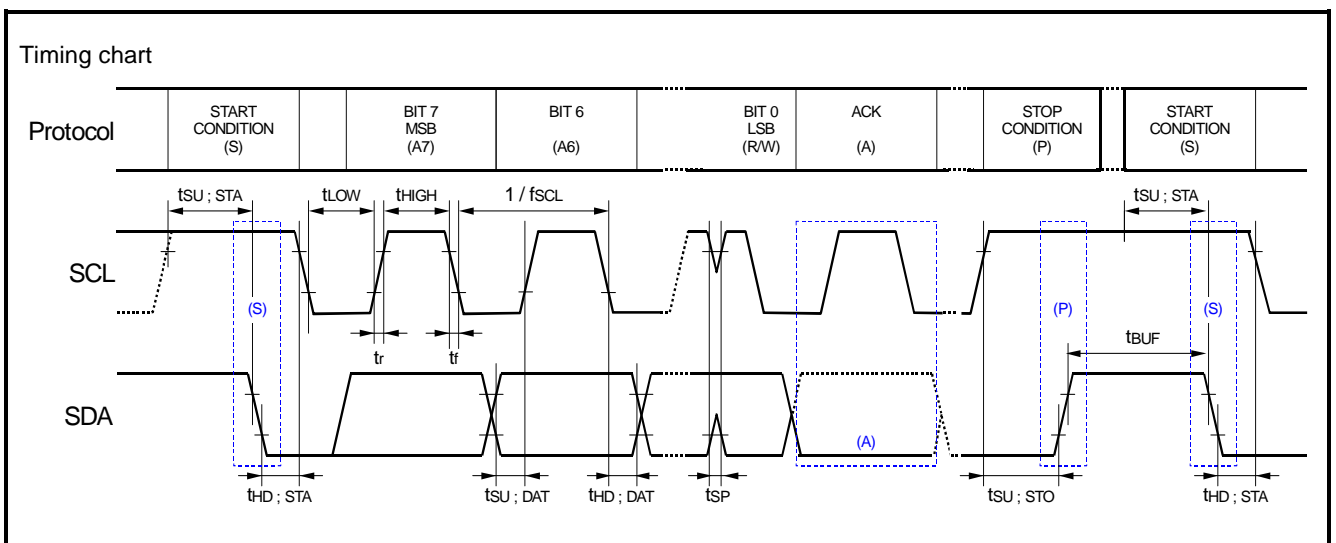 Timing chart
Protocol
START
CONDITION
(S)
BIT 7
MSB
(A7)
BIT 6
(A6)
BIT 0
LSB
(R/W)
ACK
(A)
STOP
CONDITION
(P)
START
CONDITION
(S)
tSU ; STA
tLOW
tHIGH
1 / fSCL
tSU ; STA
SCL
(S)
(P)
(S)
tr
tf
tBUF
SDA
(A)
tHD ; STA
tSU ; DAT
tHD ; DAT
tSP
tSU ; STO
tHD ; STA